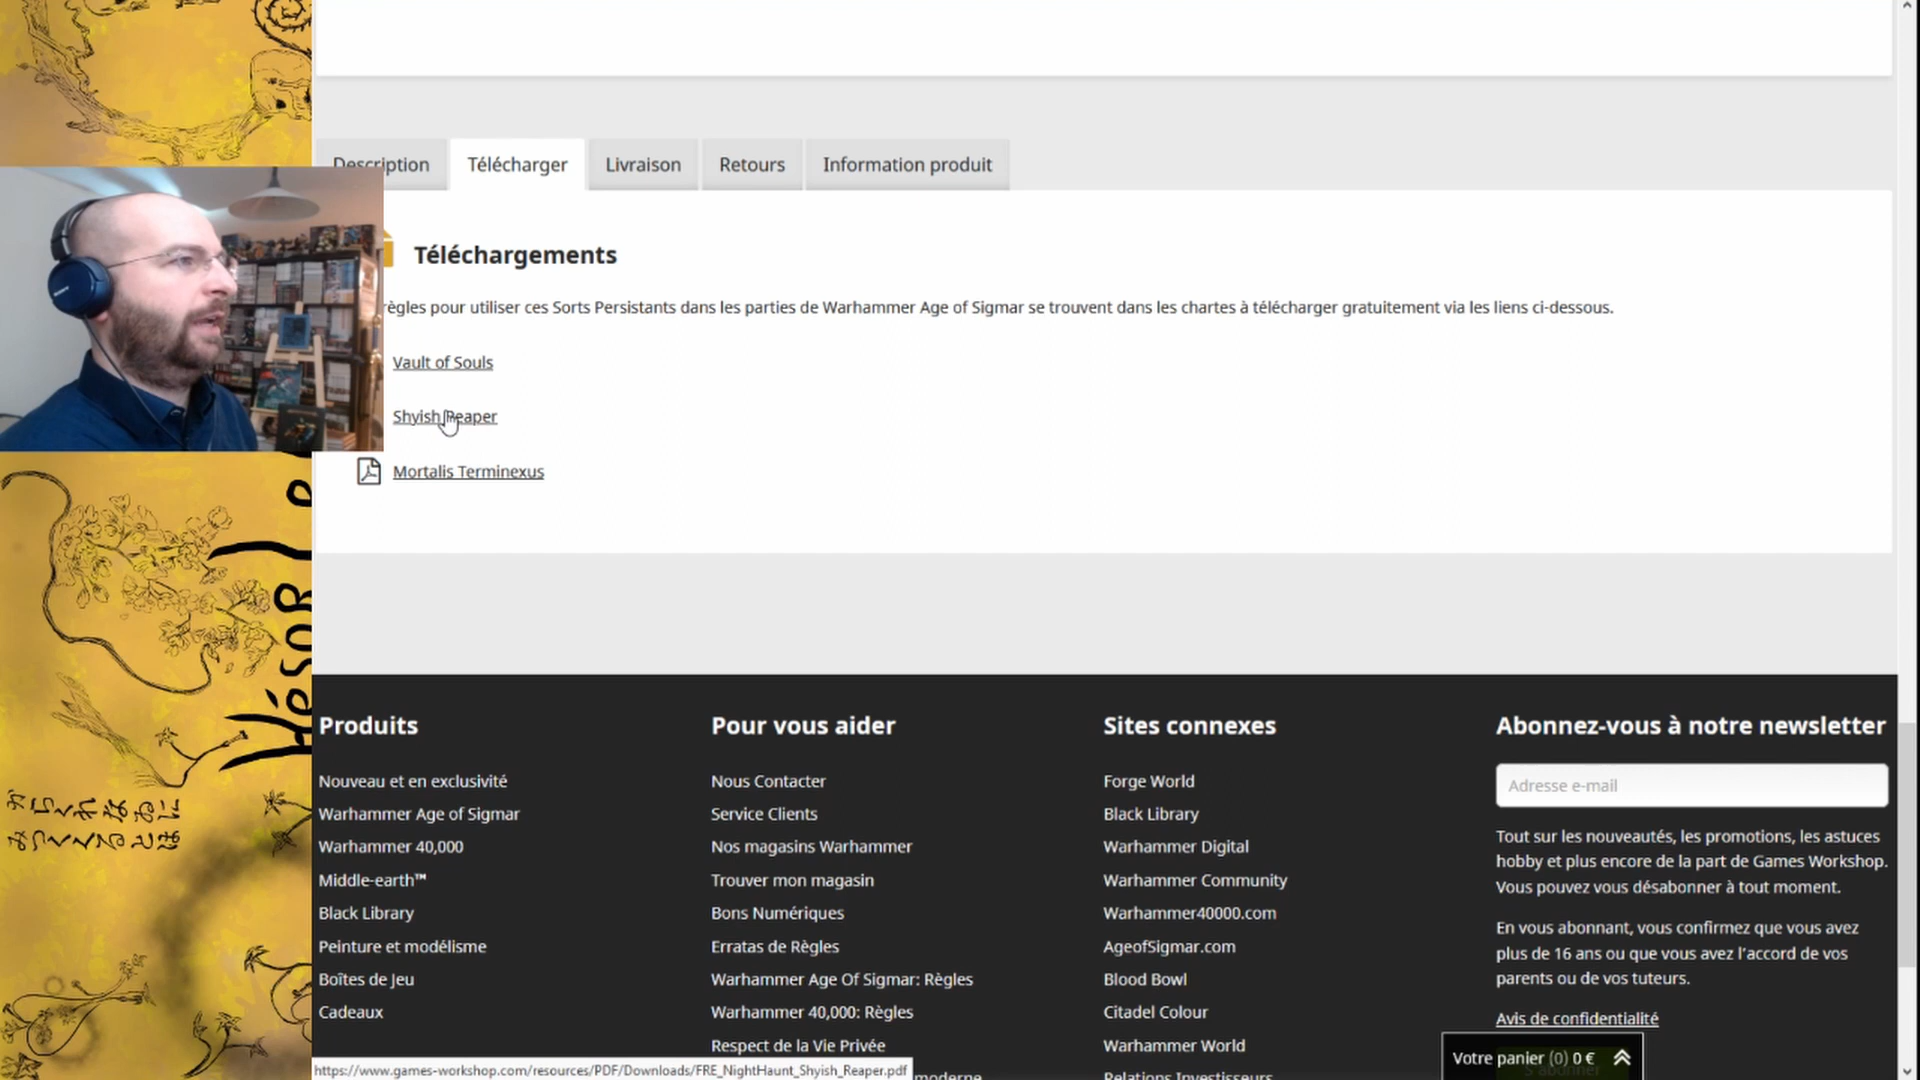 Description
Télécharger
Livraison
Retours
Information produit
Téléchargements
règles pour utiliser ces Sorts Persistants dans les parties de Warhammer Age of Sigmar se trouvent dans les chartes à télécharger gratuitement via les liens ci-dessous.
Vault of Souls
Shyish Reaper
Mortalis Terminexus
Produits
Nouveau et en exclusivité
Warhammer Age of Sigmar
Warhammer 40,000
Middle-earth™
Black Library
Peinture et modélisme
Boîtes de Jeu
Cadeaux
Pour vous aider
Nous Contacter
Service Clients
Nos magasins Warhammer
Trouver mon magasin
Bons Numériques
Erratas de Règles
Warhammer Age Of Sigmar: Règles
Warhammer 40,000: Règles
Respect de la Vie Privée
moderne
Sites connexes
Forge World
Black Library
Warhammer Digital
Warhammer Community
Warhammer40000.com
AgeofSigmar.com
Blood Bowl
Citadel Colour
Warhammer World
Relations Investisseurs
Abonnez-vous à notre newsletter
Adresse e-mail
Tout sur les nouveautés, les promotions, les astuces
hobby et plus encore de la part de Games Workshop.
Vous pouvez vous désabonner à tout moment.
En vous abonnant, vous confirmez que vous avez
plus de 16 ans ou que vous avez l'accord de vos
parents ou de vos tuteurs.
Avis de confidentialité
Votre panier (0) 0 €
S'abonner
https://www.games-workshop.com/resources/PDF/Downloads/FRE_NightHaunt_Shyish_Reaper.pdf